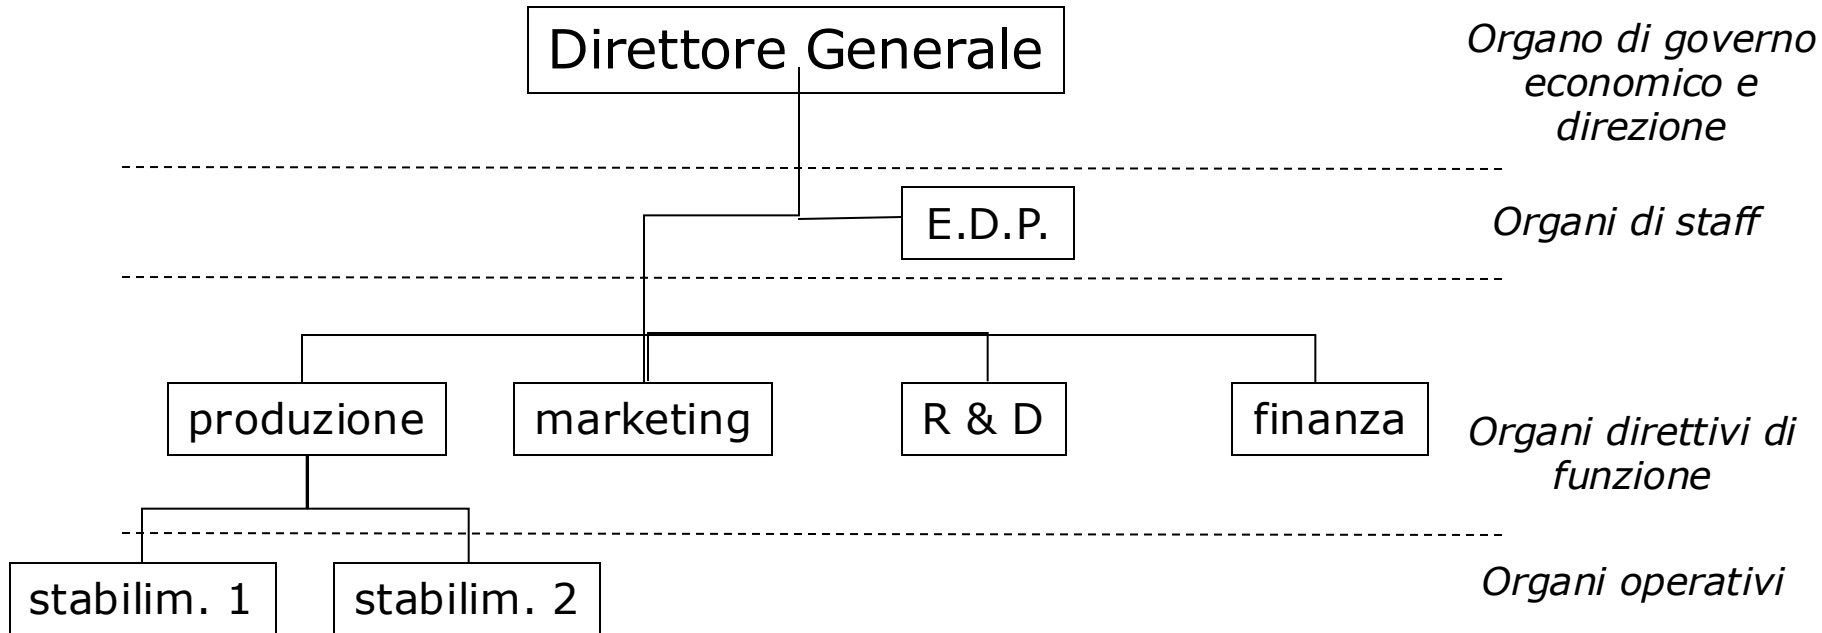 Direttore Generale
Organo di governo
economico e
direzione
E.D.P.
Organi di staff
produzione
marketing
R & D
finanza
Organi direttivi di
funzione
stabilim. 1
stabilim. 2
Organi operativi